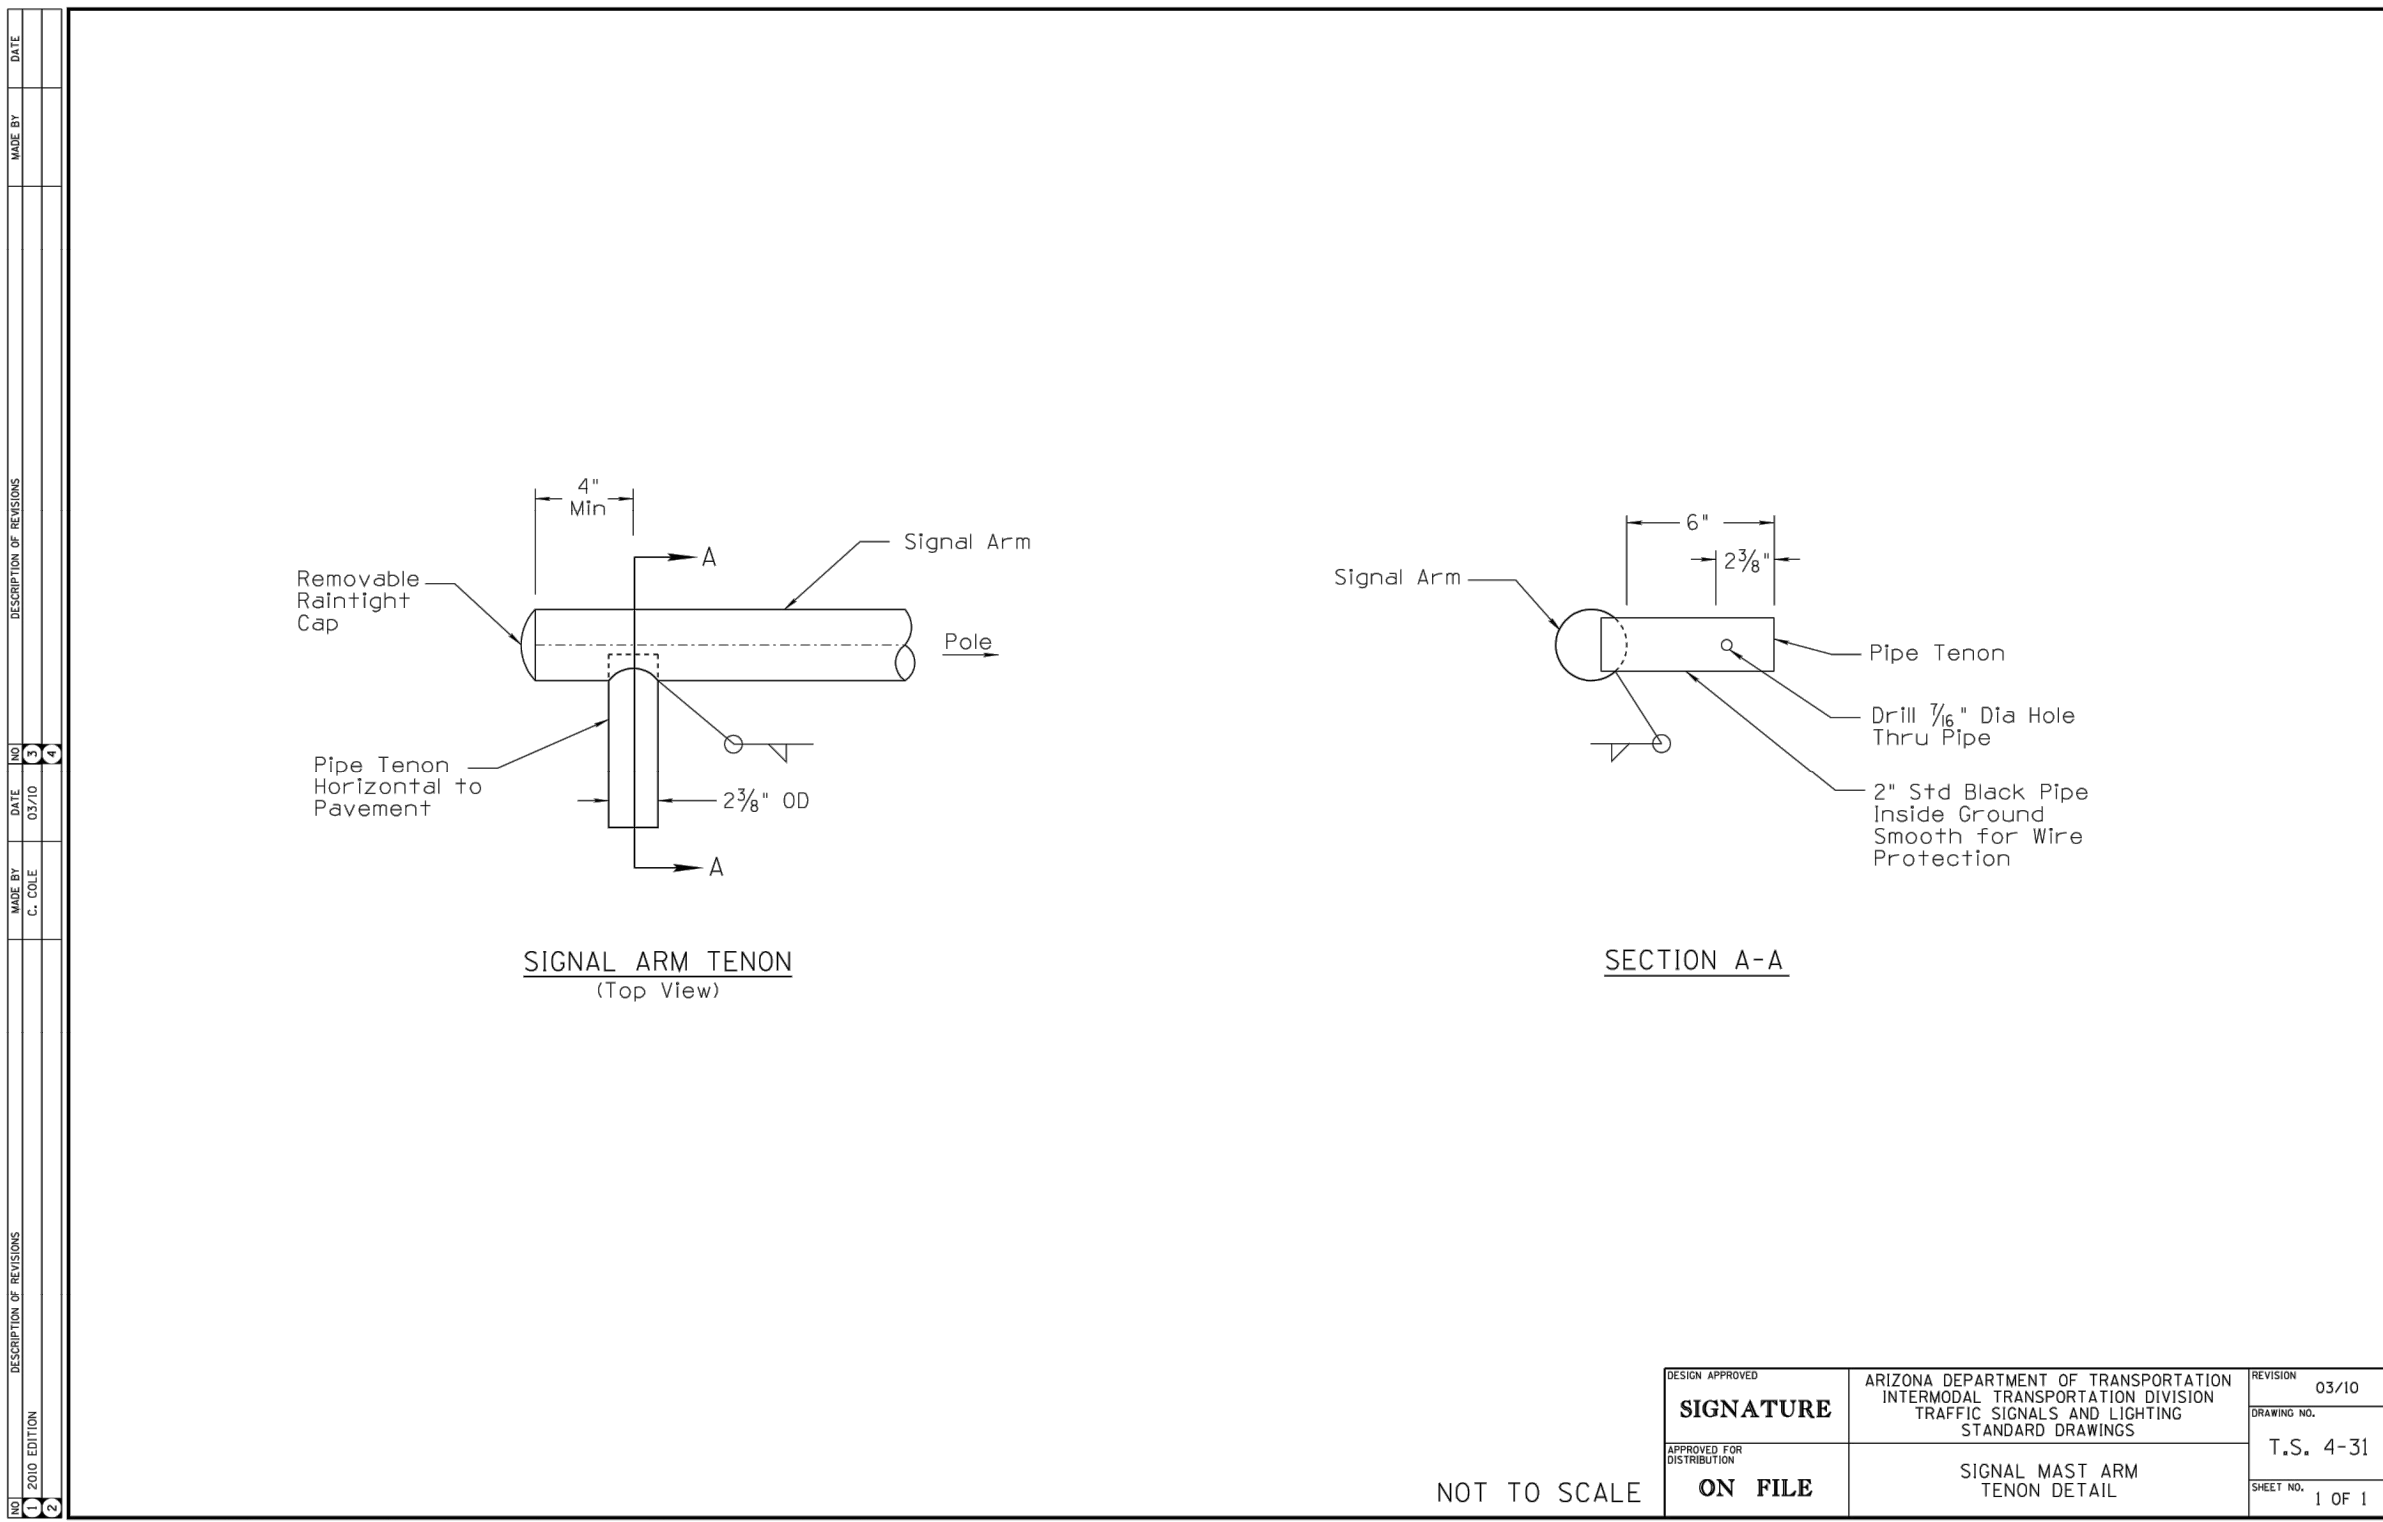 DATE
MADE BY
DESCRIPTION OF REVISIONS
NO
3
4
DATE
03/10
MADE BY
C. COLE
DESCRIPTION OF REVISIONS
2010 EDITION
NO
1
2
4"
Min
A
Signal Arm
Removable
Raintight
Cap
Pole
Pipe Tenon
Horizontal to
Pavement
2⅜" OD
A
SIGNAL ARM TENON
(Top View)
6"
2⅜"
Signal Arm
Pipe Tenon
Drill 7/16" Dia Hole
Thru Pipe
2" Std Black Pipe
Inside Ground
Smooth for Wire
Protection
SECTION A-A
NOT TO SCALE
DESIGN APPROVED
SIGNATURE
APPROVED FOR
DISTRIBUTION
ON FILE
ARIZONA DEPARTMENT OF TRANSPORTATION
INTERMODAL TRANSPORTATION DIVISION
TRAFFIC SIGNALS AND LIGHTING
STANDARD DRAWINGS
SIGNAL MAST ARM
TENON DETAIL
REVISION
03/10
DRAWING NO.
T.S. 4-31
SHEET NO.
1 OF 1